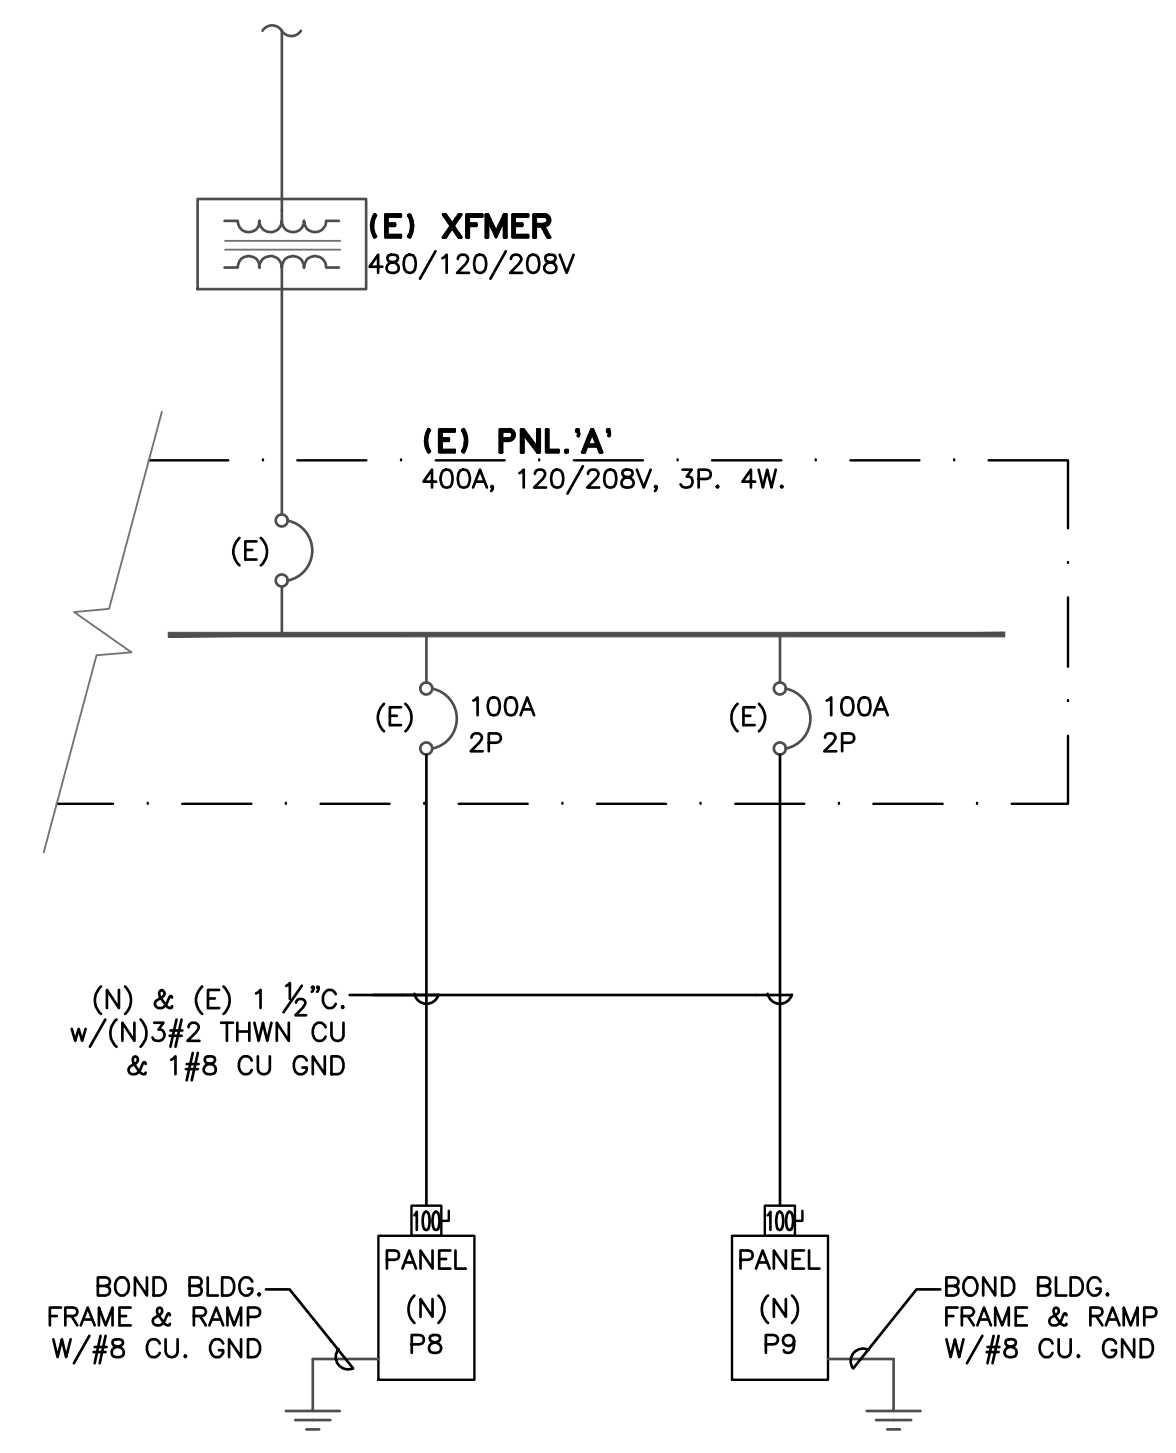 (E) XFMER
480/120/208V
(E) PNL.'A'
400A, 120/208V, 3P. 4W.
(E)
(E)
100A
2P
(E)
100A
2P
(N) & (E) 1 ½"C.
w/(N)3#2 THWN CU
& 1#8 CU GND
100
PANEL
(N)
P8
100
PANEL
(N)
P9
BOND BLDG.
FRAME & RAMP
W/#8 CU. GND
BOND BLDG.
FRAME & RAMP
W/#8 CU. GND